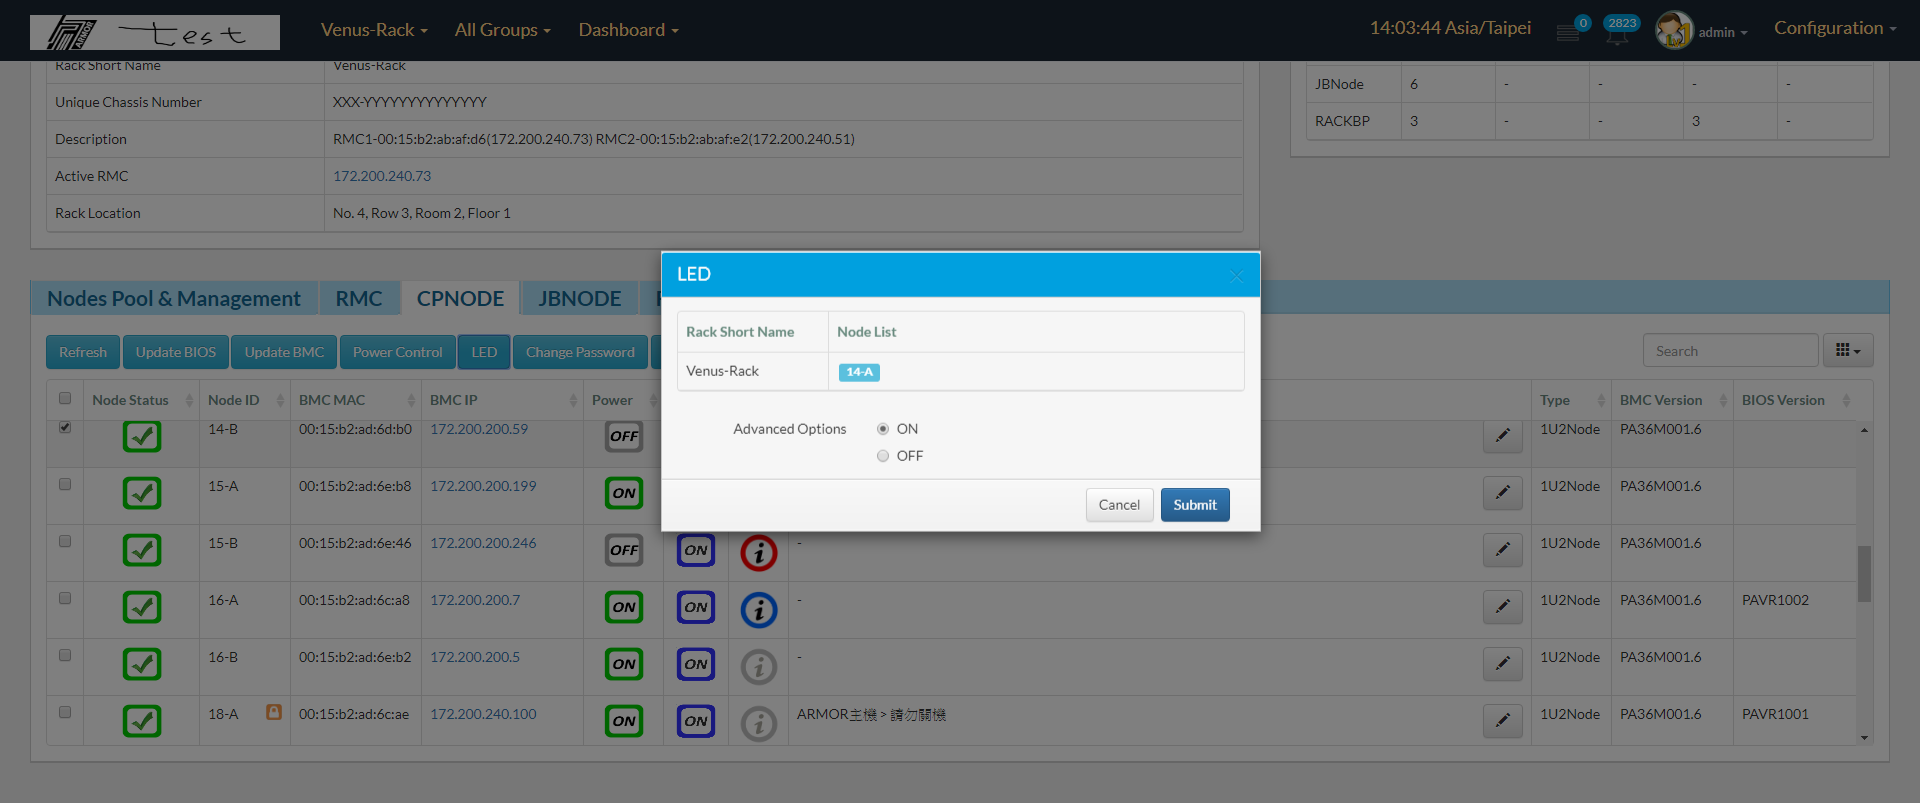 ARMOR test Venus-Rack All Groups Dashboard 14:03:44 Asia/Taipei 0 2823 admin Configuration
Rack Short Name Venus-Rack
Unique Chassis Number XXX-YYYYYYYYYYYYYY
Description RMC1-00:15:b2:ab:af:d6(172.200.240.73) RMC2-00:15:b2:ab:af:e2(172.200.240.51)
Active RMC 172.200.240.73
Rack Location No. 4, Row 3, Room 2, Floor 1
JBNode 6 - - - -
RACKBP 3 - - 3 -
Nodes Pool & Management RMC CPNODE JBNODE
Refresh Update BIOS Update BMC Power Control LED Change Password Search
Node Status Node ID BMC MAC BMC IP Power Type BMC Version BIOS Version
14-B 00:15:b2:ad:6d:b0 172.200.200.59 OFF 1U2Node PA36M001.6
15-A 00:15:b2:ad:6e:b8 172.200.200.199 ON 1U2Node PA36M001.6
15-B 00:15:b2:ad:6e:46 172.200.200.246 OFF ON i - 1U2Node PA36M001.6
16-A 00:15:b2:ad:6c:a8 172.200.200.7 ON ON i - 1U2Node PA36M001.6 PAVR1002
16-B 00:15:b2:ad:6e:b2 172.200.200.5 ON ON i - 1U2Node PA36M001.6
18-A 00:15:b2:ad:6c:ae 172.200.240.100 ON ON i ARMOR主機 > 請勿關機 1U2Node PA36M001.6 PAVR1001
LED
Rack Short Name Node List
Venus-Rack 14-A
Advanced Options ON
OFF
Cancel Submit